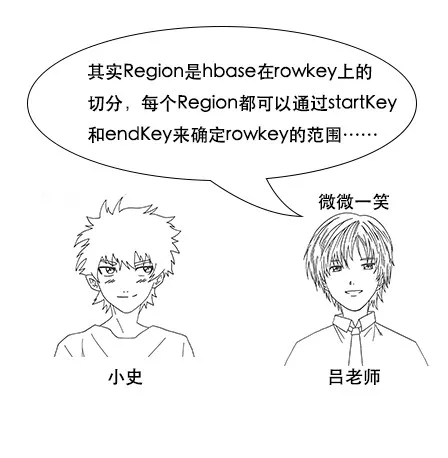 其实Region是hbase在rowkey上的
切分，每个Region都可以通过startKey
和endKey来确定rowkey的范围……
微微一笑
小史
吕老师